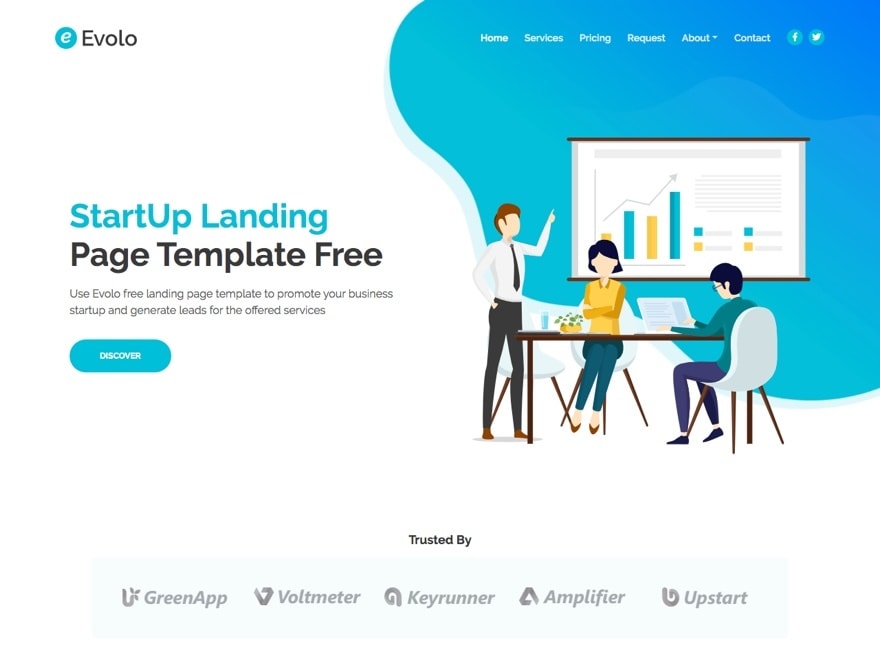 Evolo
Home Services Pricing Request About Contact
StartUp Landing
Page Template Free
Use Evolo free landing page template to promote your business
startup and generate leads for the offered services
DISCOVER
Trusted By
GreenApp Voltmeter Keyrunner Amplifier Upstart